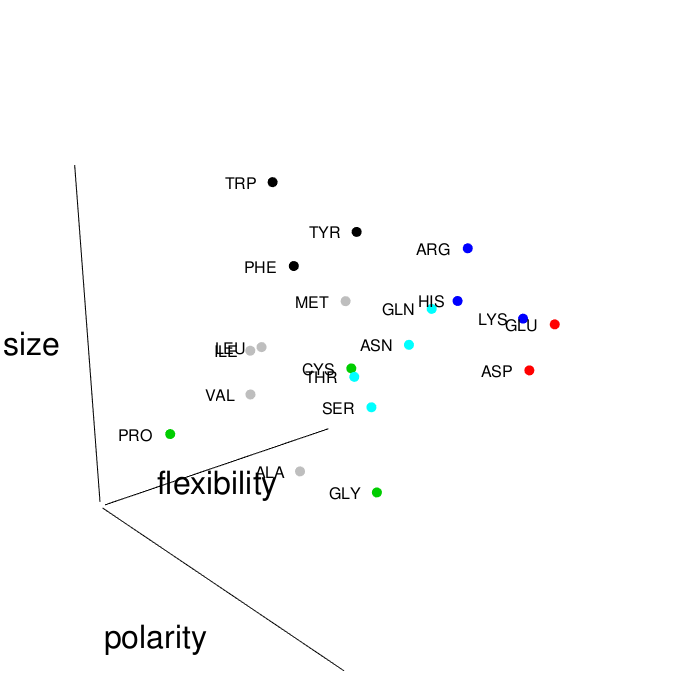 TRP
TYR
ARG
PHE
MET
HIS
GLN
LYS
GLU
size
ASN
LEU
ILE
CYS
ASP
THR
VAL
SER
PRO
ALA
flexibility
GLY
polarity